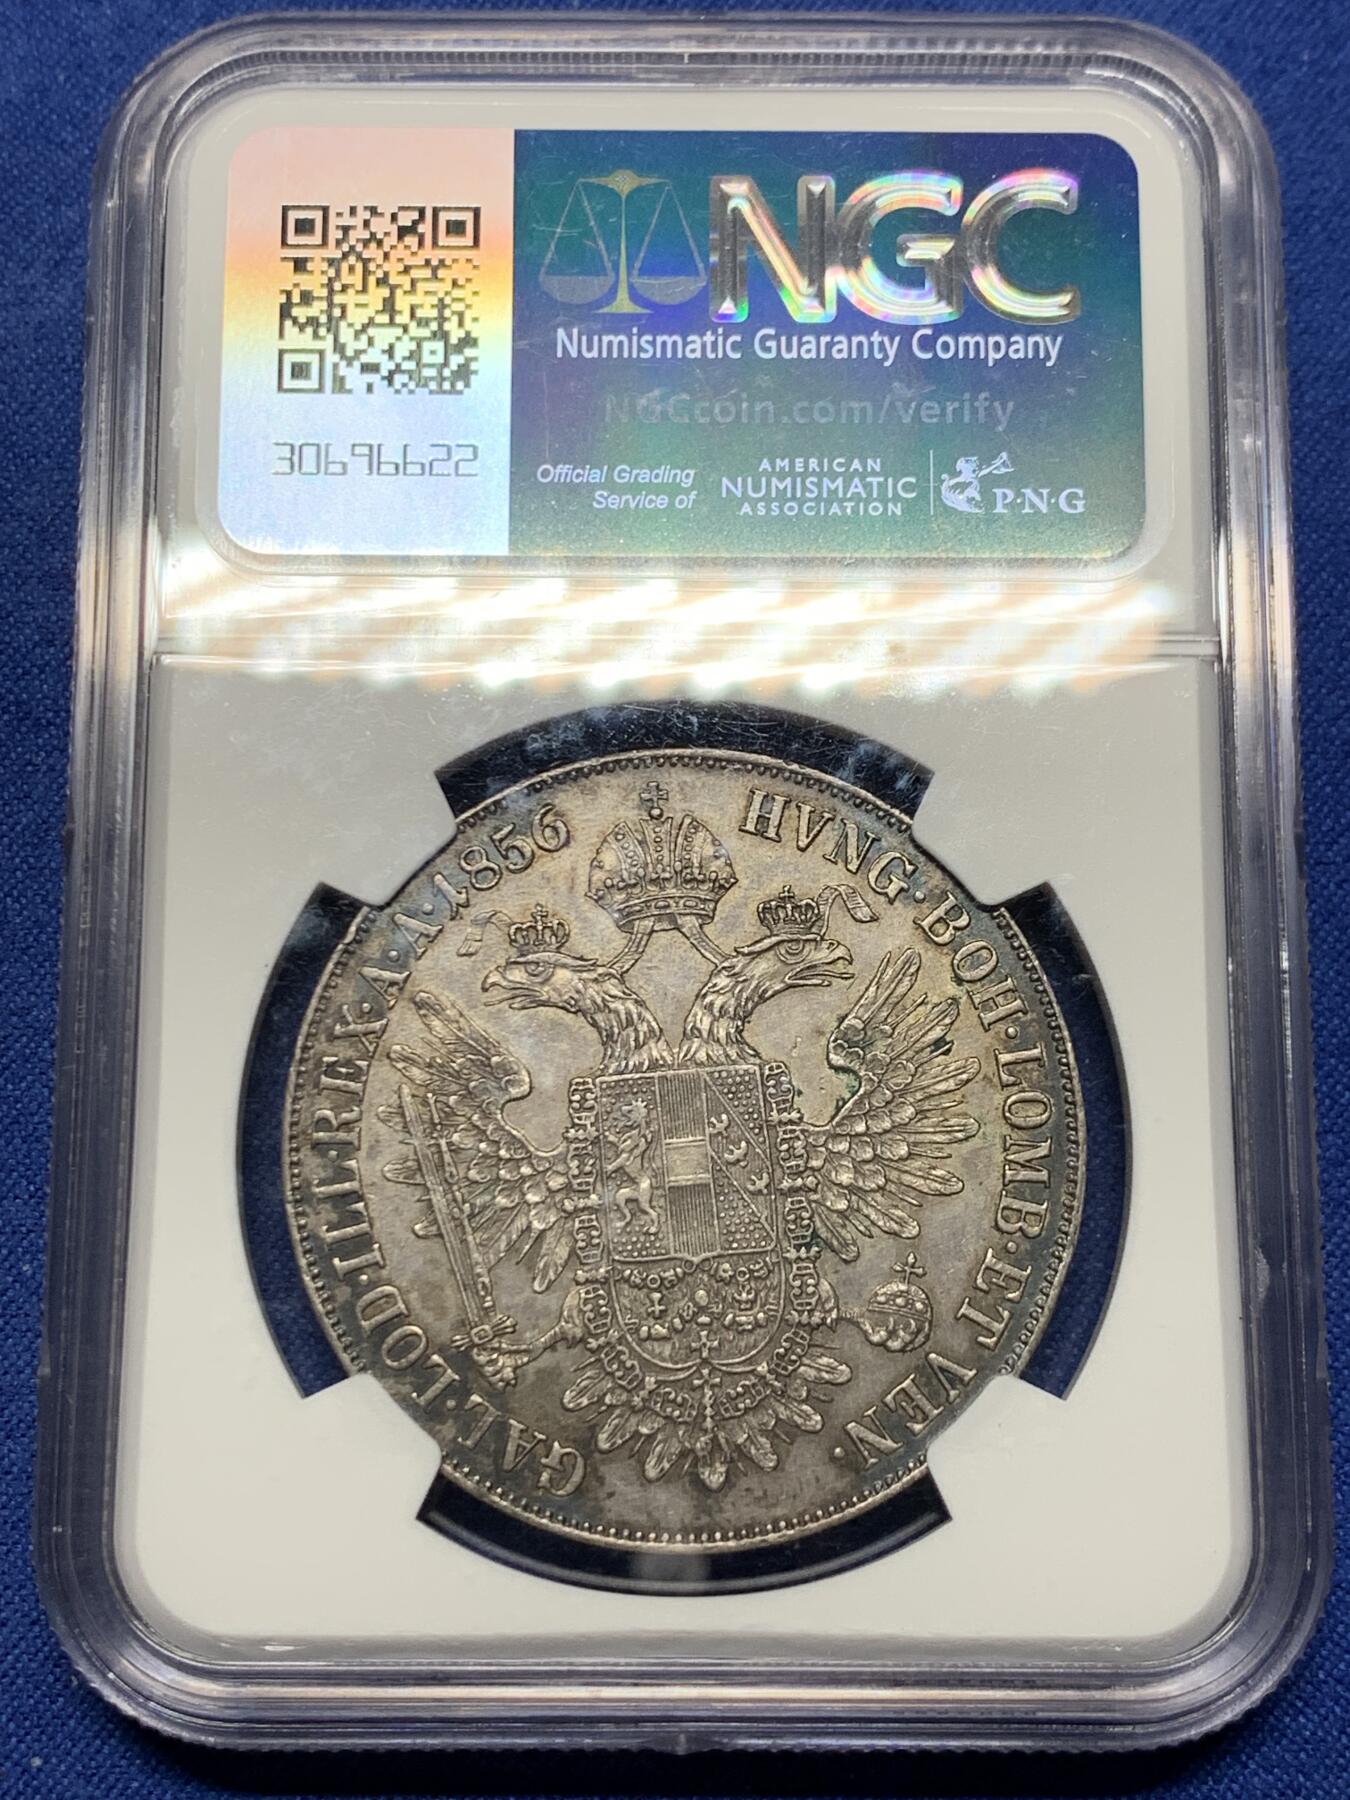 NGC
Numismatic Guaranty Company
NGCcoin.com/verify
30696622
Official Grading
Service of
AMERICAN
NUMISMATIC
ASSOCIATION
P·N·G
HVNG·BOH·LOMB·ET VEN·
GAL·LOD·ILL·REX·A·A·1856